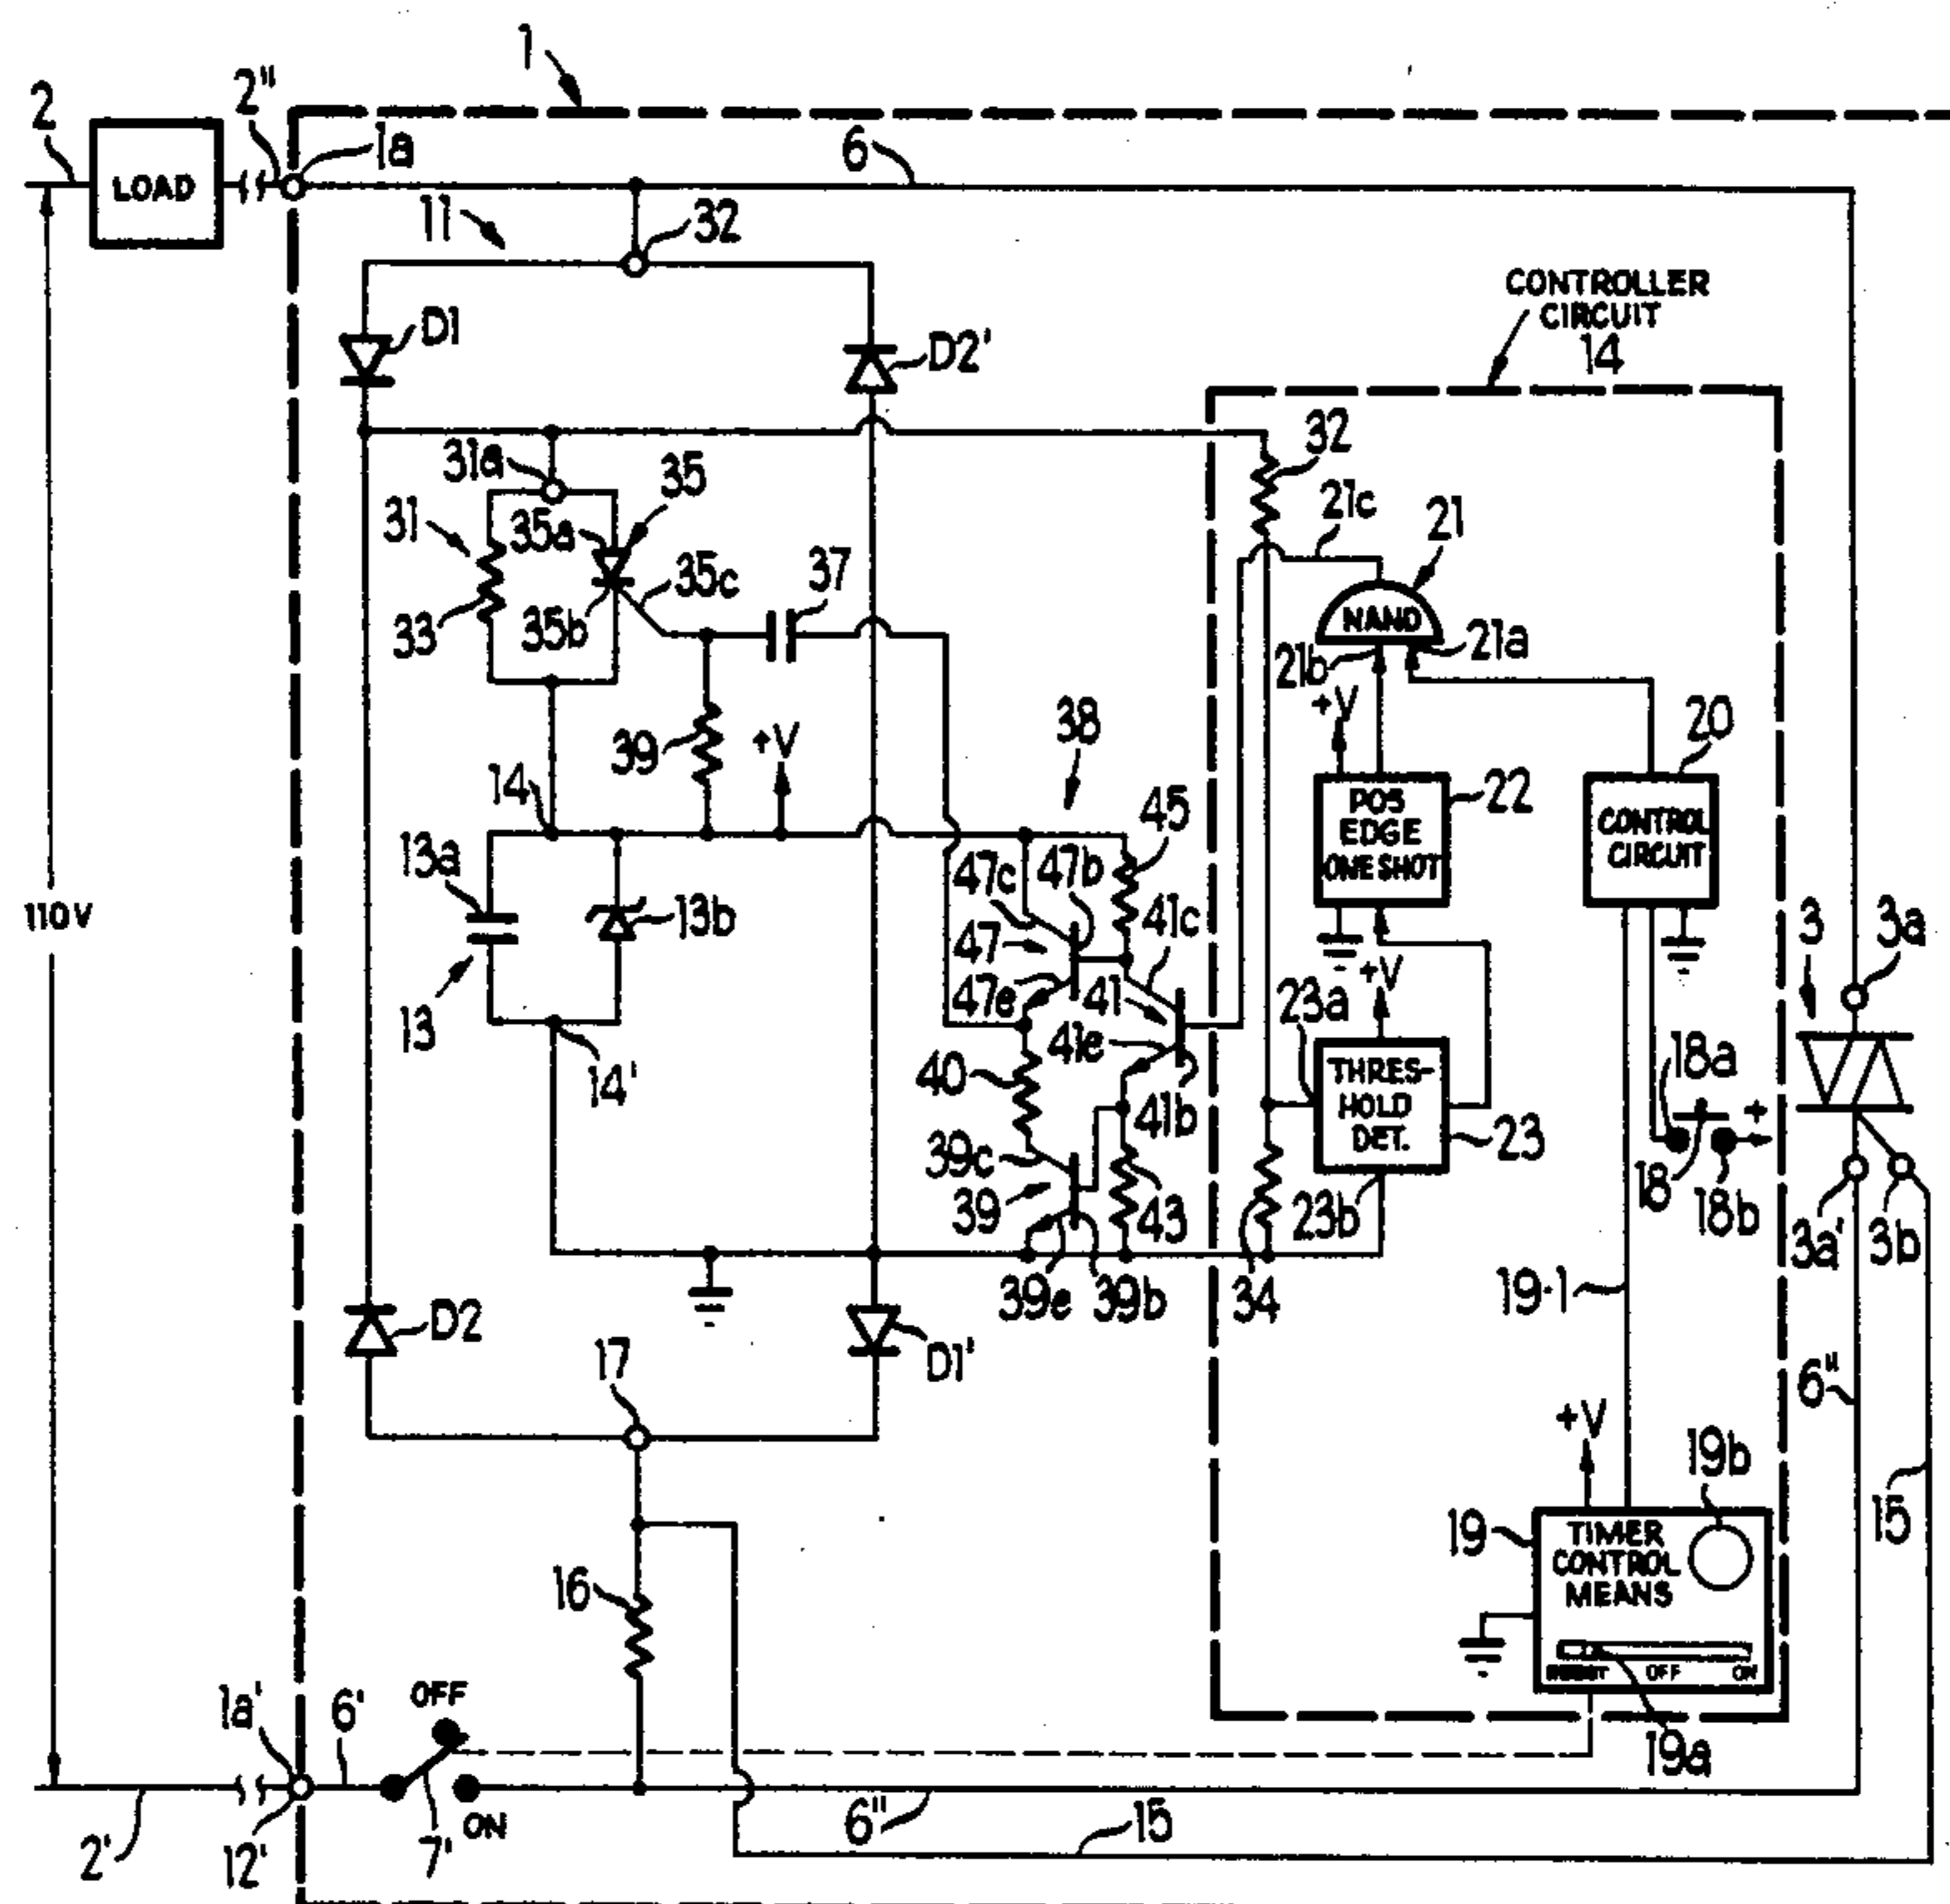 1
2
2"
1a
6
LOAD
11
32
CONTROLLER
CIRCUIT
14
D1
D2'
31a
35
32
21c
21
31
35a
35c
37
33
35b
NAND
21b
21a
+V
39
+V
38
20
14
45
POS
EDGE
ONE SHOT
22
CONTROL
CIRCUIT
13a
47c
47b
41c
110V
13b
47
3
3a
13
47e
41
23a
+V
41e
14'
40
THRES-
HOLD
DET.
18a
+
41b
23
39c
39
43
23b
18
18b
3a'
3b
39e
39b
34
19-1
D2
17
D1'
6"
+V
19b
19
TIMER
CONTROL
MEANS
15
16
OFF
ON
1a'
6'
OFF
19a
2'
12'
7'
ON
6"
15